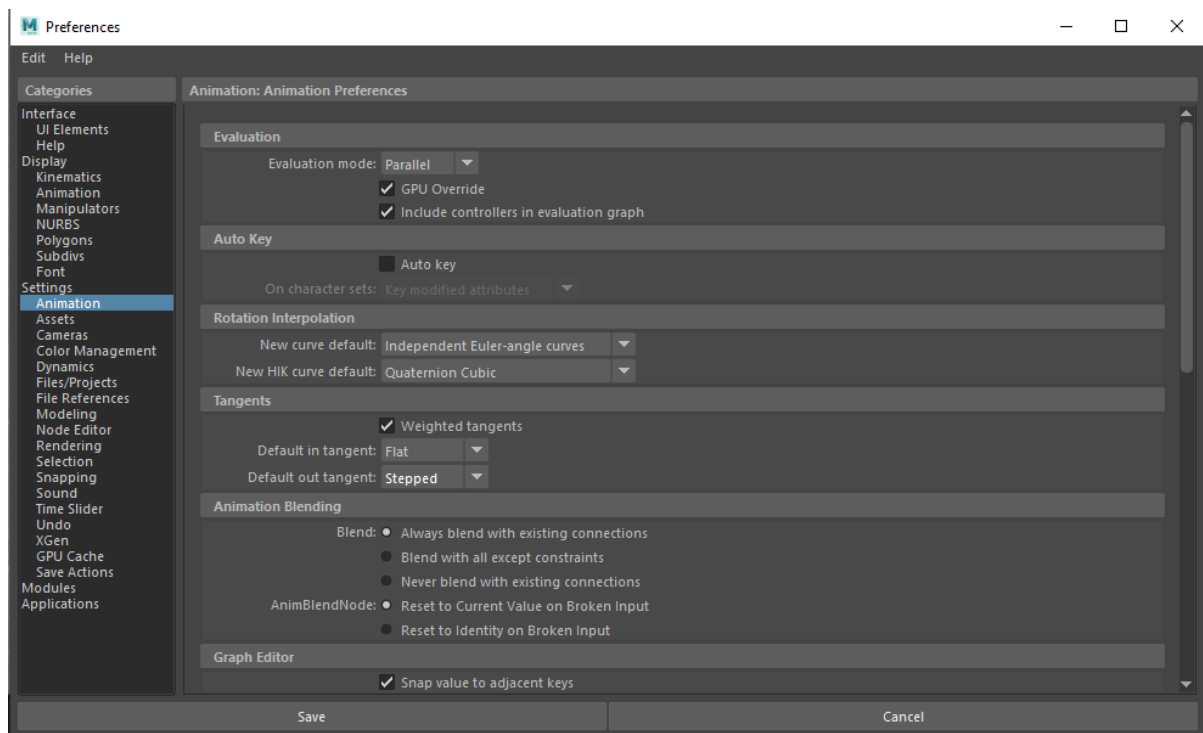 Preferences
Edit Help
Categories
Interface
UI Elements
Help
Display
Kinematics
Animation
Manipulators
NURBS
Polygons
Subdivs
Font
Settings
Animation
Assets
Cameras
Color Management
Dynamics
Files/Projects
File References
Modeling
Node Editor
Rendering
Selection
Snapping
Sound
Time Slider
Undo
XGen
GPU Cache
Save Actions
Modules
Applications
Animation: Animation Preferences
Evaluation
Evaluation mode: Parallel
GPU Override
Include controllers in evaluation graph
Auto Key
Auto key
On character sets: Key modified attributes
Rotation Interpolation
New curve default: Independent Euler-angle curves
New HIK curve default: Quaternion Cubic
Tangents
Weighted tangents
Default in tangent: Flat
Default out tangent: Stepped
Animation Blending
Blend: Always blend with existing connections
Blend with all except constraints
Never blend with existing connections
AnimBlendNode: Reset to Current Value on Broken Input
Reset to Identity on Broken Input
Graph Editor
Snap value to adjacent keys
Save Cancel